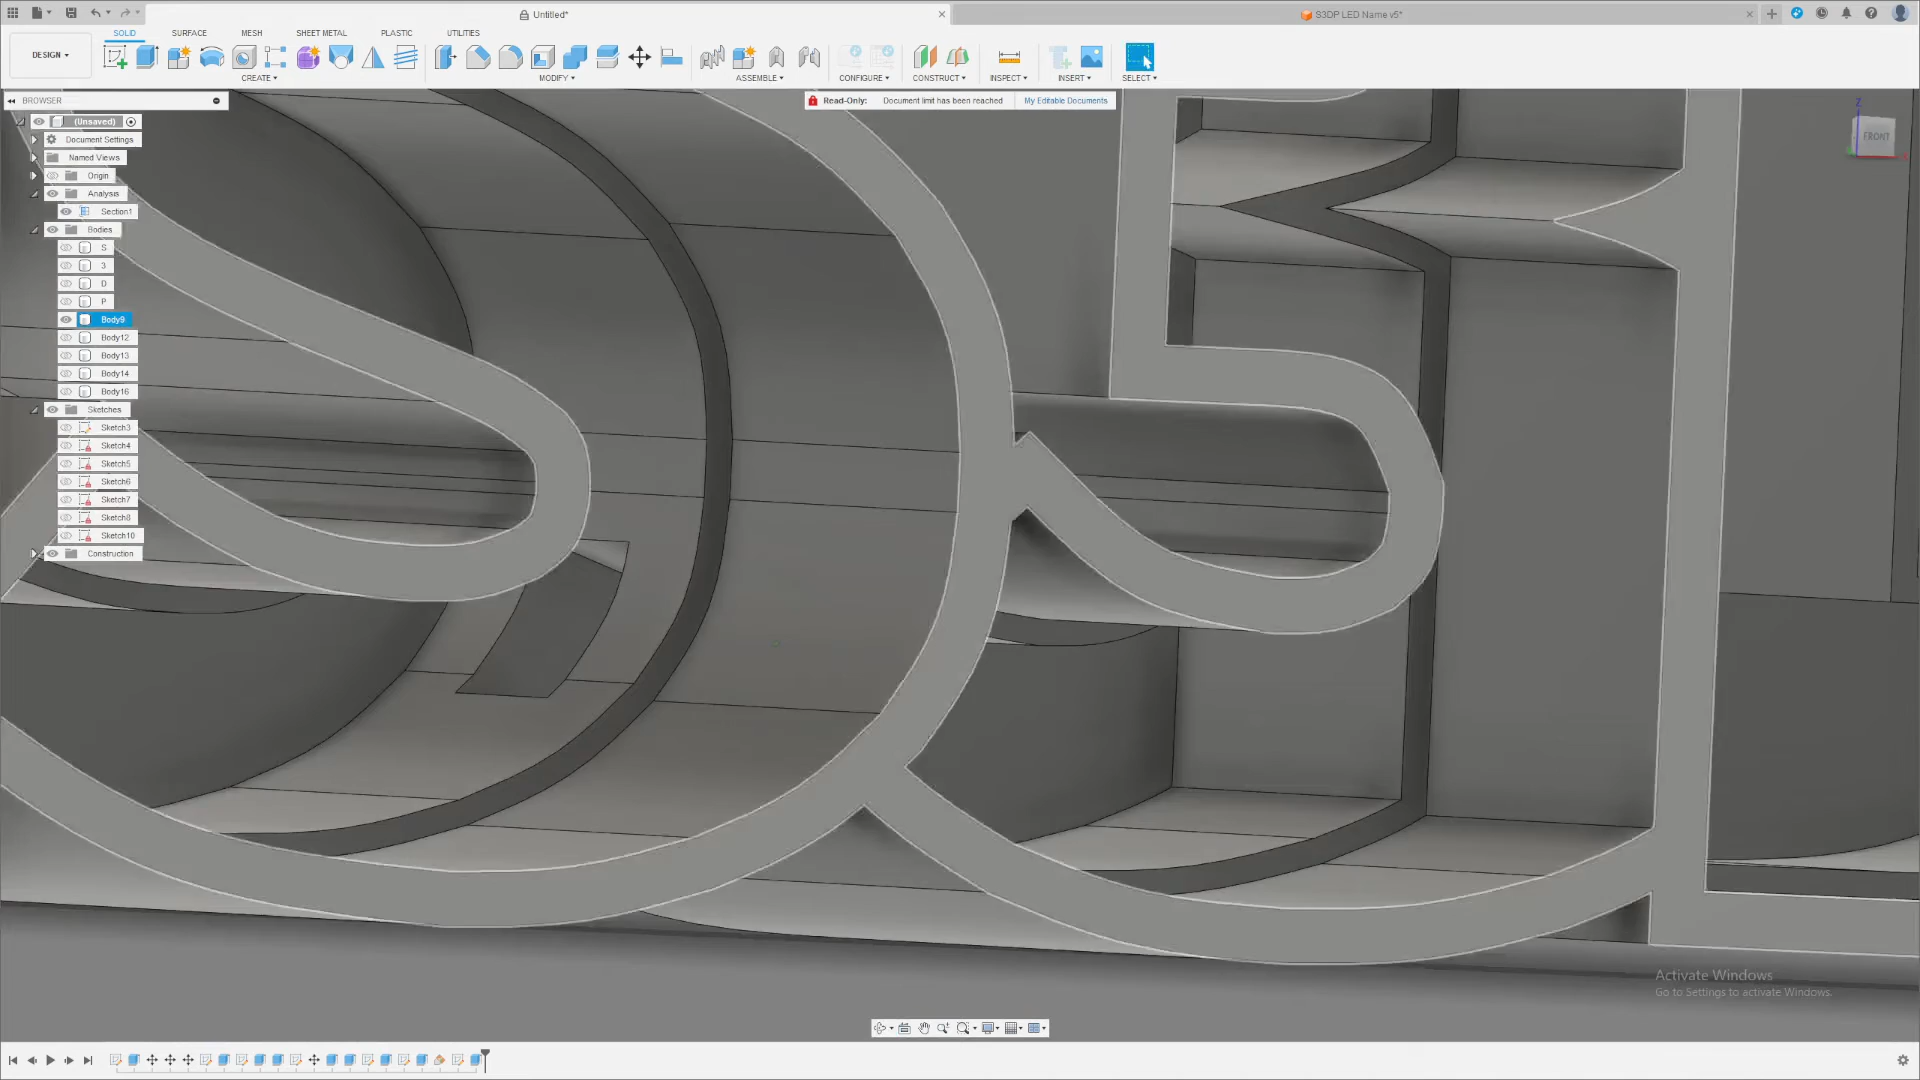 Untitled*
S3DP LED Name v5*
DESIGN
SOLID
SURFACE
MESH
SHEET METAL
PLASTIC
UTILITIES
CREATE
MODIFY
ASSEMBLE
CONFIGURE
CONSTRUCT
INSPECT
INSERT
SELECT
BROWSER
Read-Only: Document limit has been reached My Editable Documents
(Unsaved)
Document Settings
Named Views
Origin
Analysis
Section1
Bodies
S
3
D
P
Body9
Body12
Body13
Body14
Body16
Sketches
Sketch3
Sketch4
Sketch5
Sketch6
Sketch7
Sketch8
Sketch10
Construction
Z
FRONT
X
Activate Windows
Go to Settings to activate Windows.